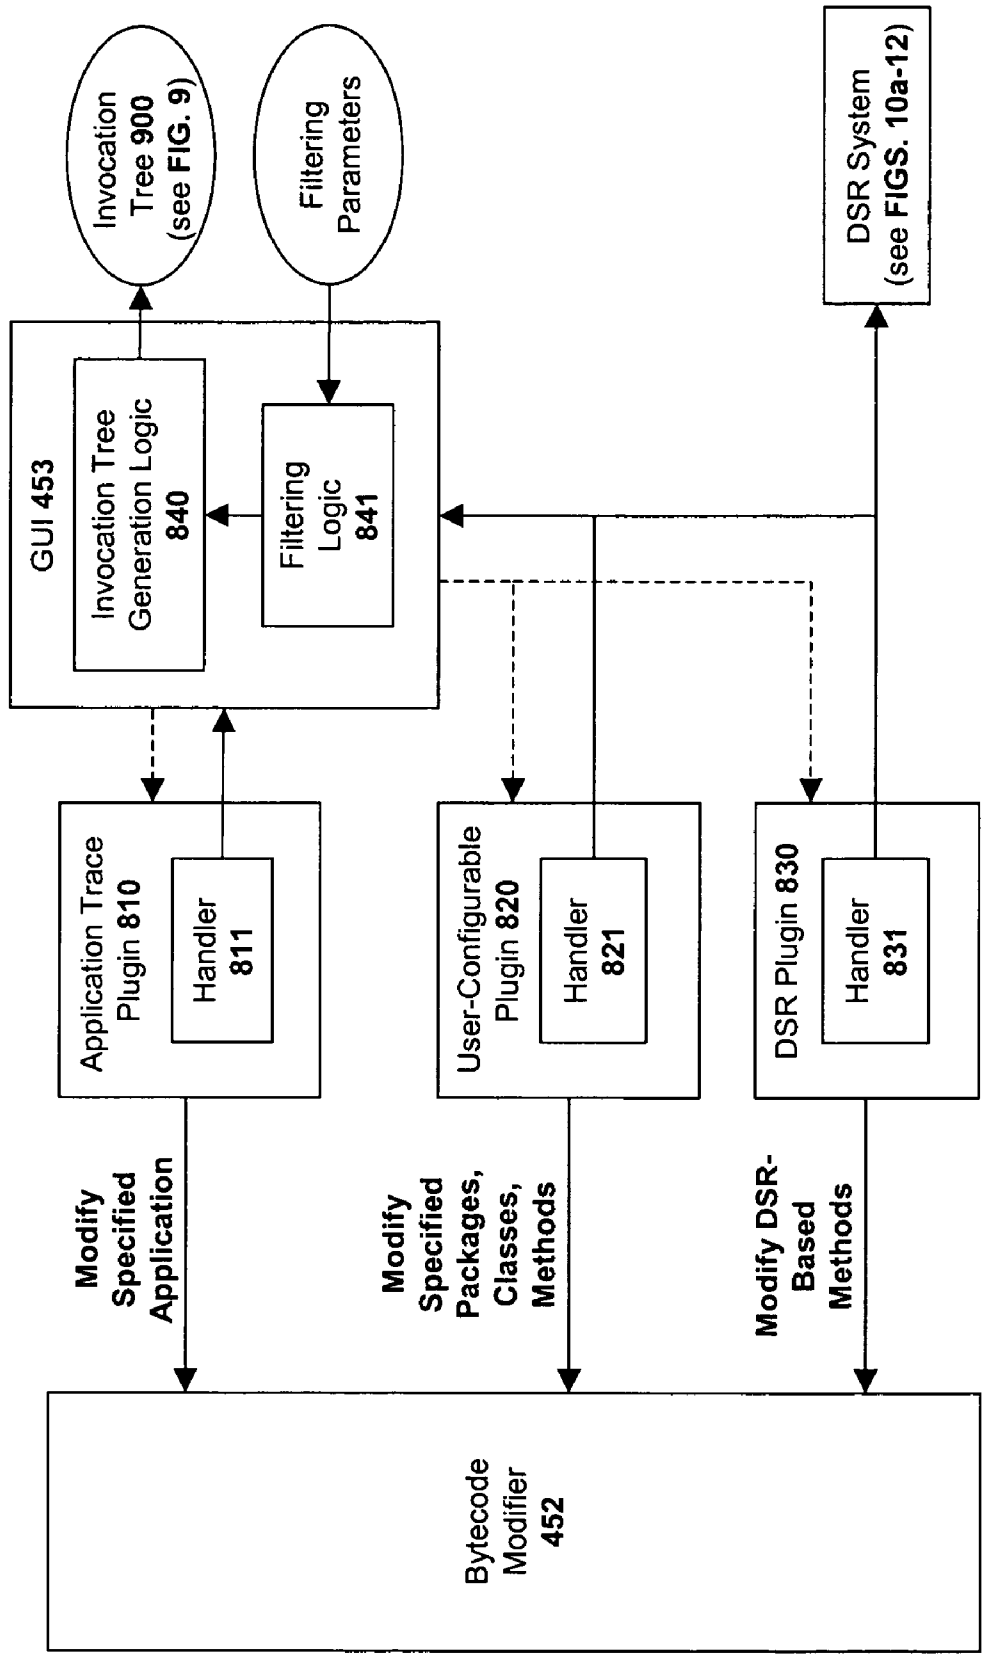 Bytecode
Modifier
452
Modify
Specified
Application
Modify
Specified
Packages,
Classes,
Methods
Modify DSR-
Based
Methods
Application Trace
Plugin 810
Handler
811
User-Configurable
Plugin 820
Handler
821
DSR Plugin 830
Handler
831
GUI 453
Invocation Tree
Generation Logic
840
Filtering
Logic
841
Invocation
Tree 900
(see FIG. 9)
Filtering
Parameters
DSR System
(see FIGS. 10a-12)